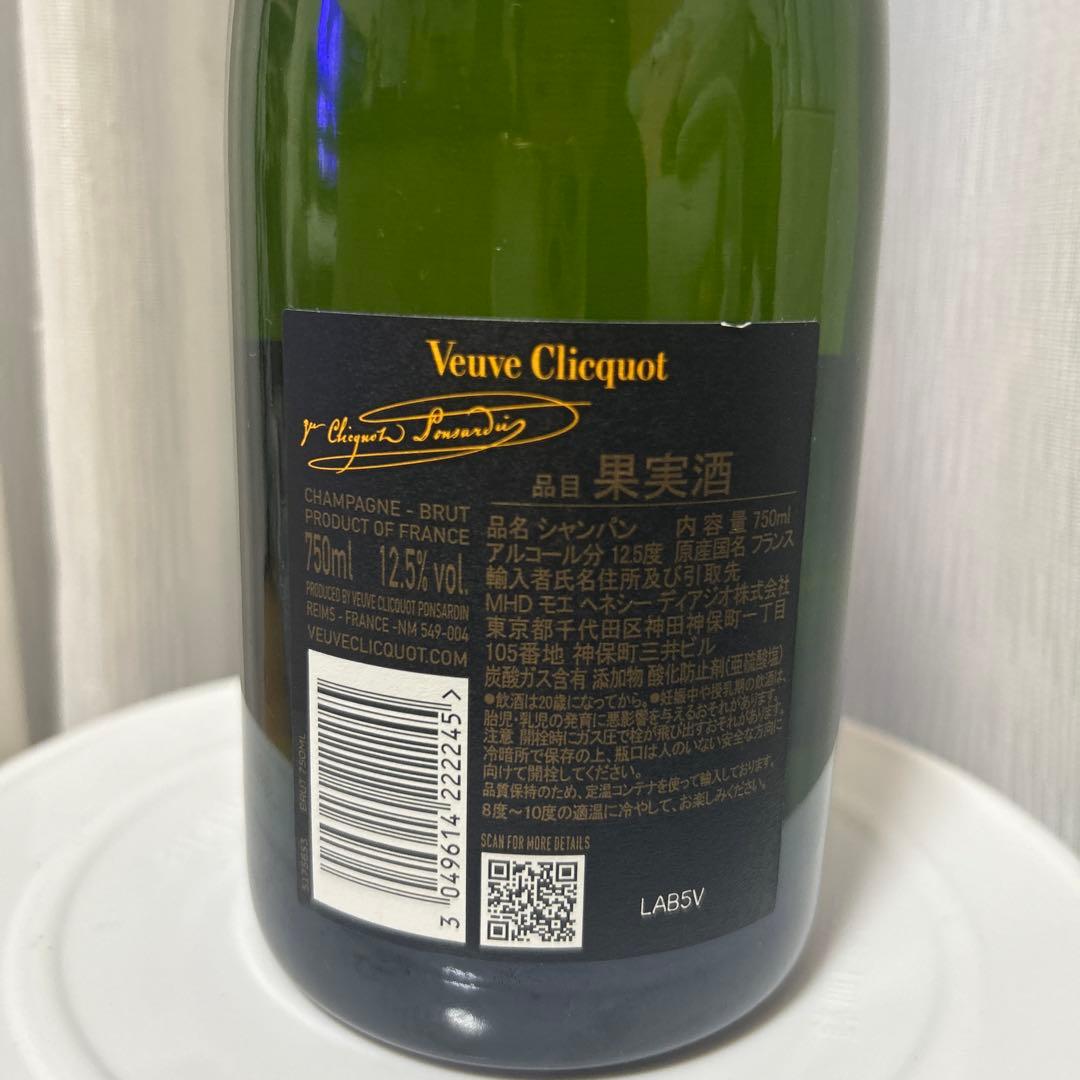 Veuve Clicquot
Vve Clicquot Ponsardin
CHAMPAGNE - BRUT
PRODUCT OF FRANCE
750ml 12.5% vol.
PRODUCED BY VEUVE CLICQUOT PONSARDIN
REIMS - FRANCE - NM 549-004
VEUVECLICQUOT.COM
品目 果実酒
品名 シャンパン 内容量 750ml
アルコール分 12.5度 原産国名 フランス
輸入者氏名住所及び引取先
MHD モエ ヘネシー ディアジオ株式会社
東京都千代田区神田神保町一丁目
105番地 神保町三井ビル
炭酸ガス含有 添加物 酸化防止剤(亜硫酸塩)
●飲酒は20歳になってから。●妊娠中や授乳期の飲酒は、
胎児・乳児の発育に悪影響を与えるおそれがあります。
注意 開栓時にガス圧で栓が飛び出すおそれがあります。
冷暗所で保存の上、瓶口は人のいない安全な方向に
向けて開栓してください。
品質保持のため、定温コンテナを使って輸入しております。
8度〜10度の適温に冷やして、お楽しみください。
SCAN FOR MORE DETAILS
LAB5V
3 049614 222245 >
BRUT 750ML